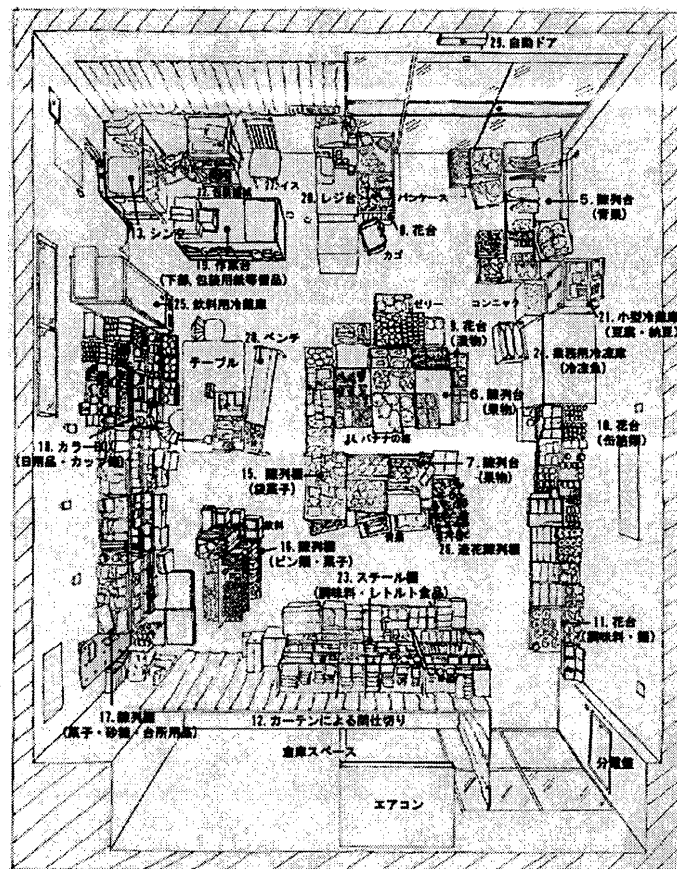 29.自動ドア
27.イス
20.レジ台
パンケース
5.陳列台
(青果)
8.花台
カゴ
13.シンク
19.作業台
(下部、包装用紙等備品)
25.飲料用冷蔵庫
ゼリー
コンニャク
21.小型冷蔵庫
(豆腐・納豆)
9.花台
(漬物)
28.ベンチ
テーブル
24.業務用冷凍庫
(冷凍魚)
6.陳列台
(果物)
10.花台
(缶詰類)
14.バナナの
18.カラー
(日用品・カップ麺)
15.陳列棚
(袋菓子)
7.陳列台
(果物)
飲料
16.陳列棚
(ビン類・菓子)
26.造花陳列棚
23.スチール棚
(調味料・レトルト食品)
11.花台
(調味料・麺)
17.陳列棚
(菓子・砂糖・台所用品)
12.カーテンによる間仕切り
倉庫スペース
分電盤
エアコン